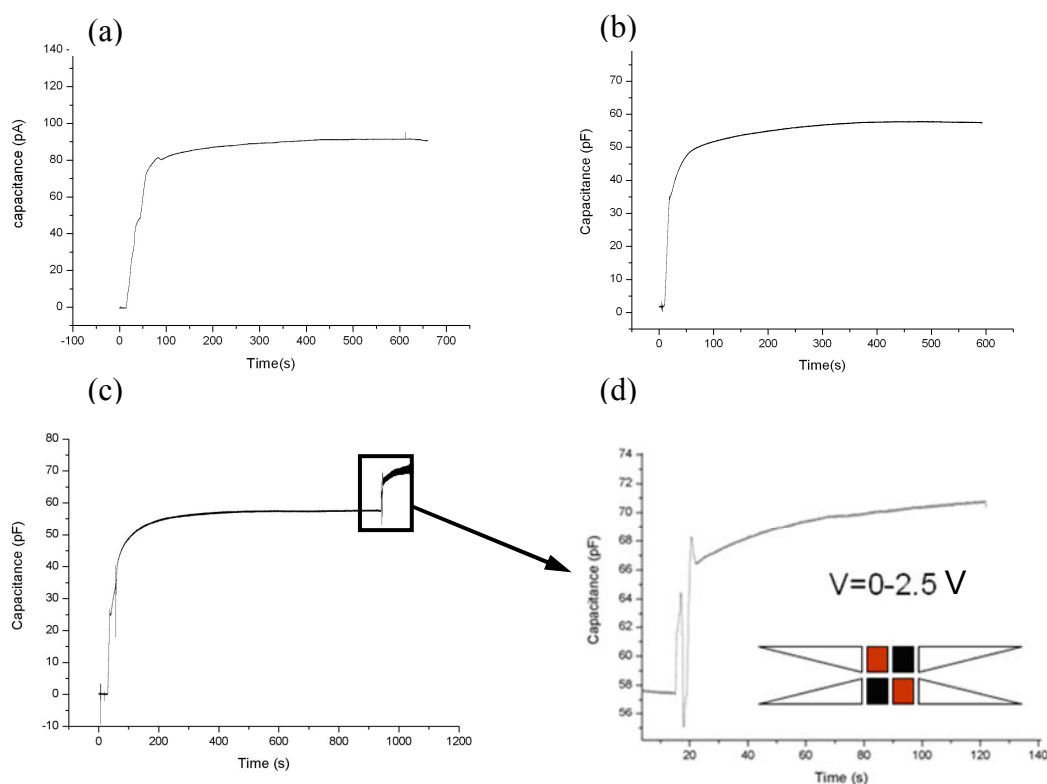 (a)
140
120
100
80
60
40
20
0
capacitance (pA)
-100 0 100 200 300 400 500 600 700
Time(s)
(b)
70
60
50
40
30
20
10
0
Capacitance (pF)
0 100 200 300 400 500 600
Time(s)
(c)
80
70
60
50
40
30
20
10
0
-10
Capacitance (pF)
0 200 400 600 800 1000 1200
Time (s)
(d)
74
72
70
68
66
64
62
60
58
56
Capacitance (pF)
V=0-2.5 V
20 40 60 80 100 120 140
Time (s)